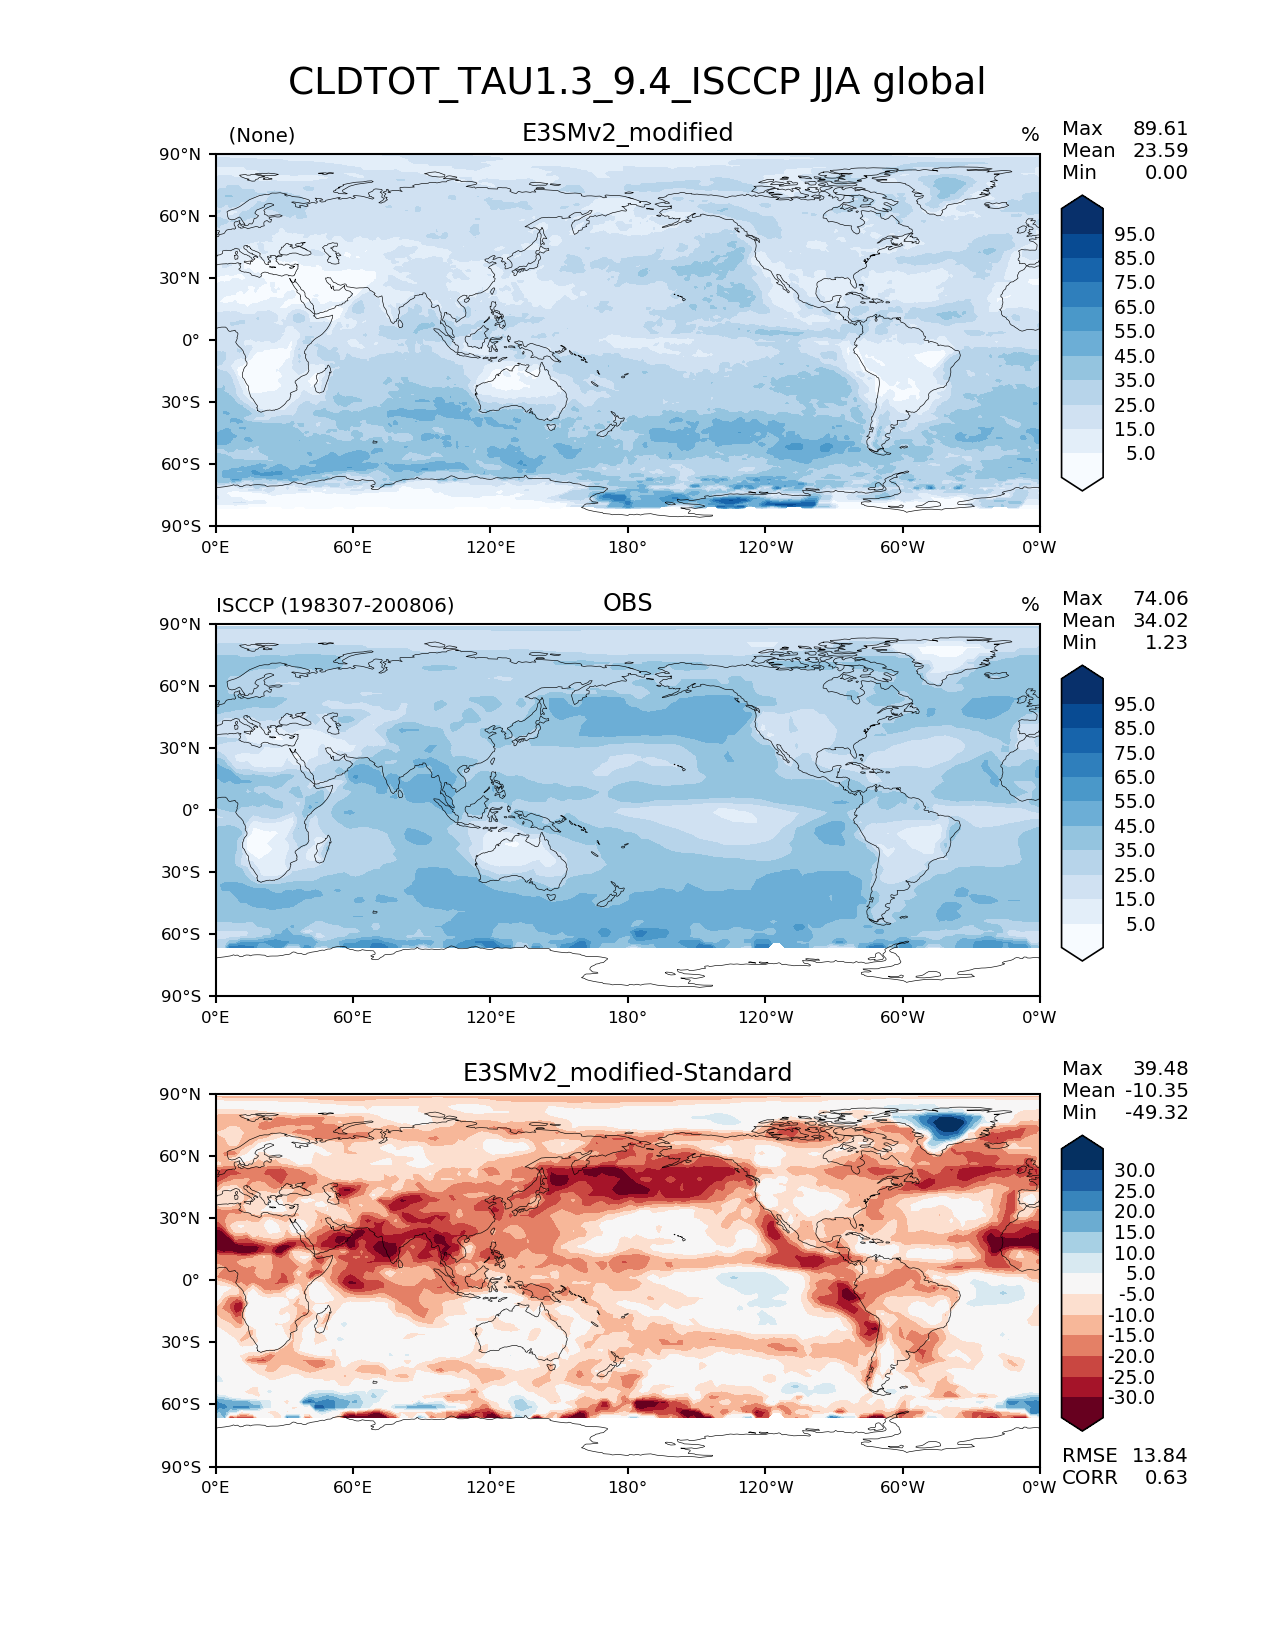 CLDTOT_TAU1.3_9.4_ISCCP JJA global
(None) E3SMv2_modified %
Max 89.61
Mean 23.59
Min 0.00
90°N
60°N
30°N
0°
30°S
60°S
90°S
0°E 60°E 120°E 180° 120°W 60°W 0°W
95.0
85.0
75.0
65.0
55.0
45.0
35.0
25.0
15.0
5.0
ISCCP (198307-200806) OBS %
Max 74.06
Mean 34.02
Min 1.23
90°N
60°N
30°N
0°
30°S
60°S
90°S
0°E 60°E 120°E 180° 120°W 60°W 0°W
95.0
85.0
75.0
65.0
55.0
45.0
35.0
25.0
15.0
5.0
E3SMv2_modified-Standard
Max 39.48
Mean -10.35
Min -49.32
90°N
60°N
30°N
0°
30°S
60°S
90°S
0°E 60°E 120°E 180° 120°W 60°W 0°W
30.0
25.0
20.0
15.0
10.0
5.0
-5.0
-10.0
-15.0
-20.0
-25.0
-30.0
RMSE 13.84
CORR 0.63